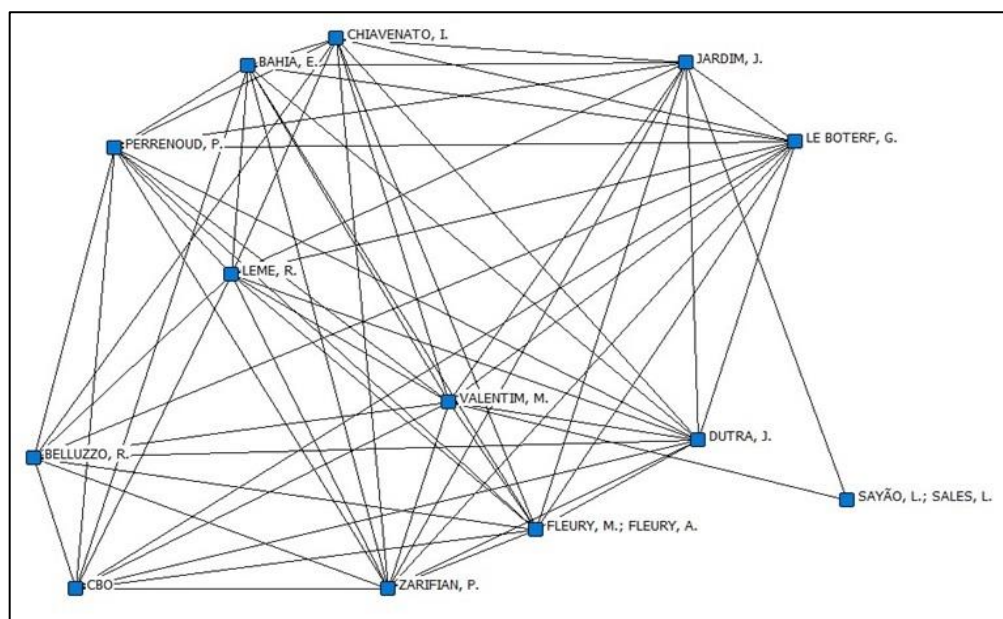 CHIAVENATO, I.
BAHIA, E.
JARDIM, J.
LE BOTERF, G.
PERRENOUD, P.
LEME, R.
VALENTIM, M.
DUTRA, J.
BELLUZZO, R.
SAYÃO, L.; SALES, L.
FLEURY, M.; FLEURY, A.
CBO
ZARIFIAN, P.